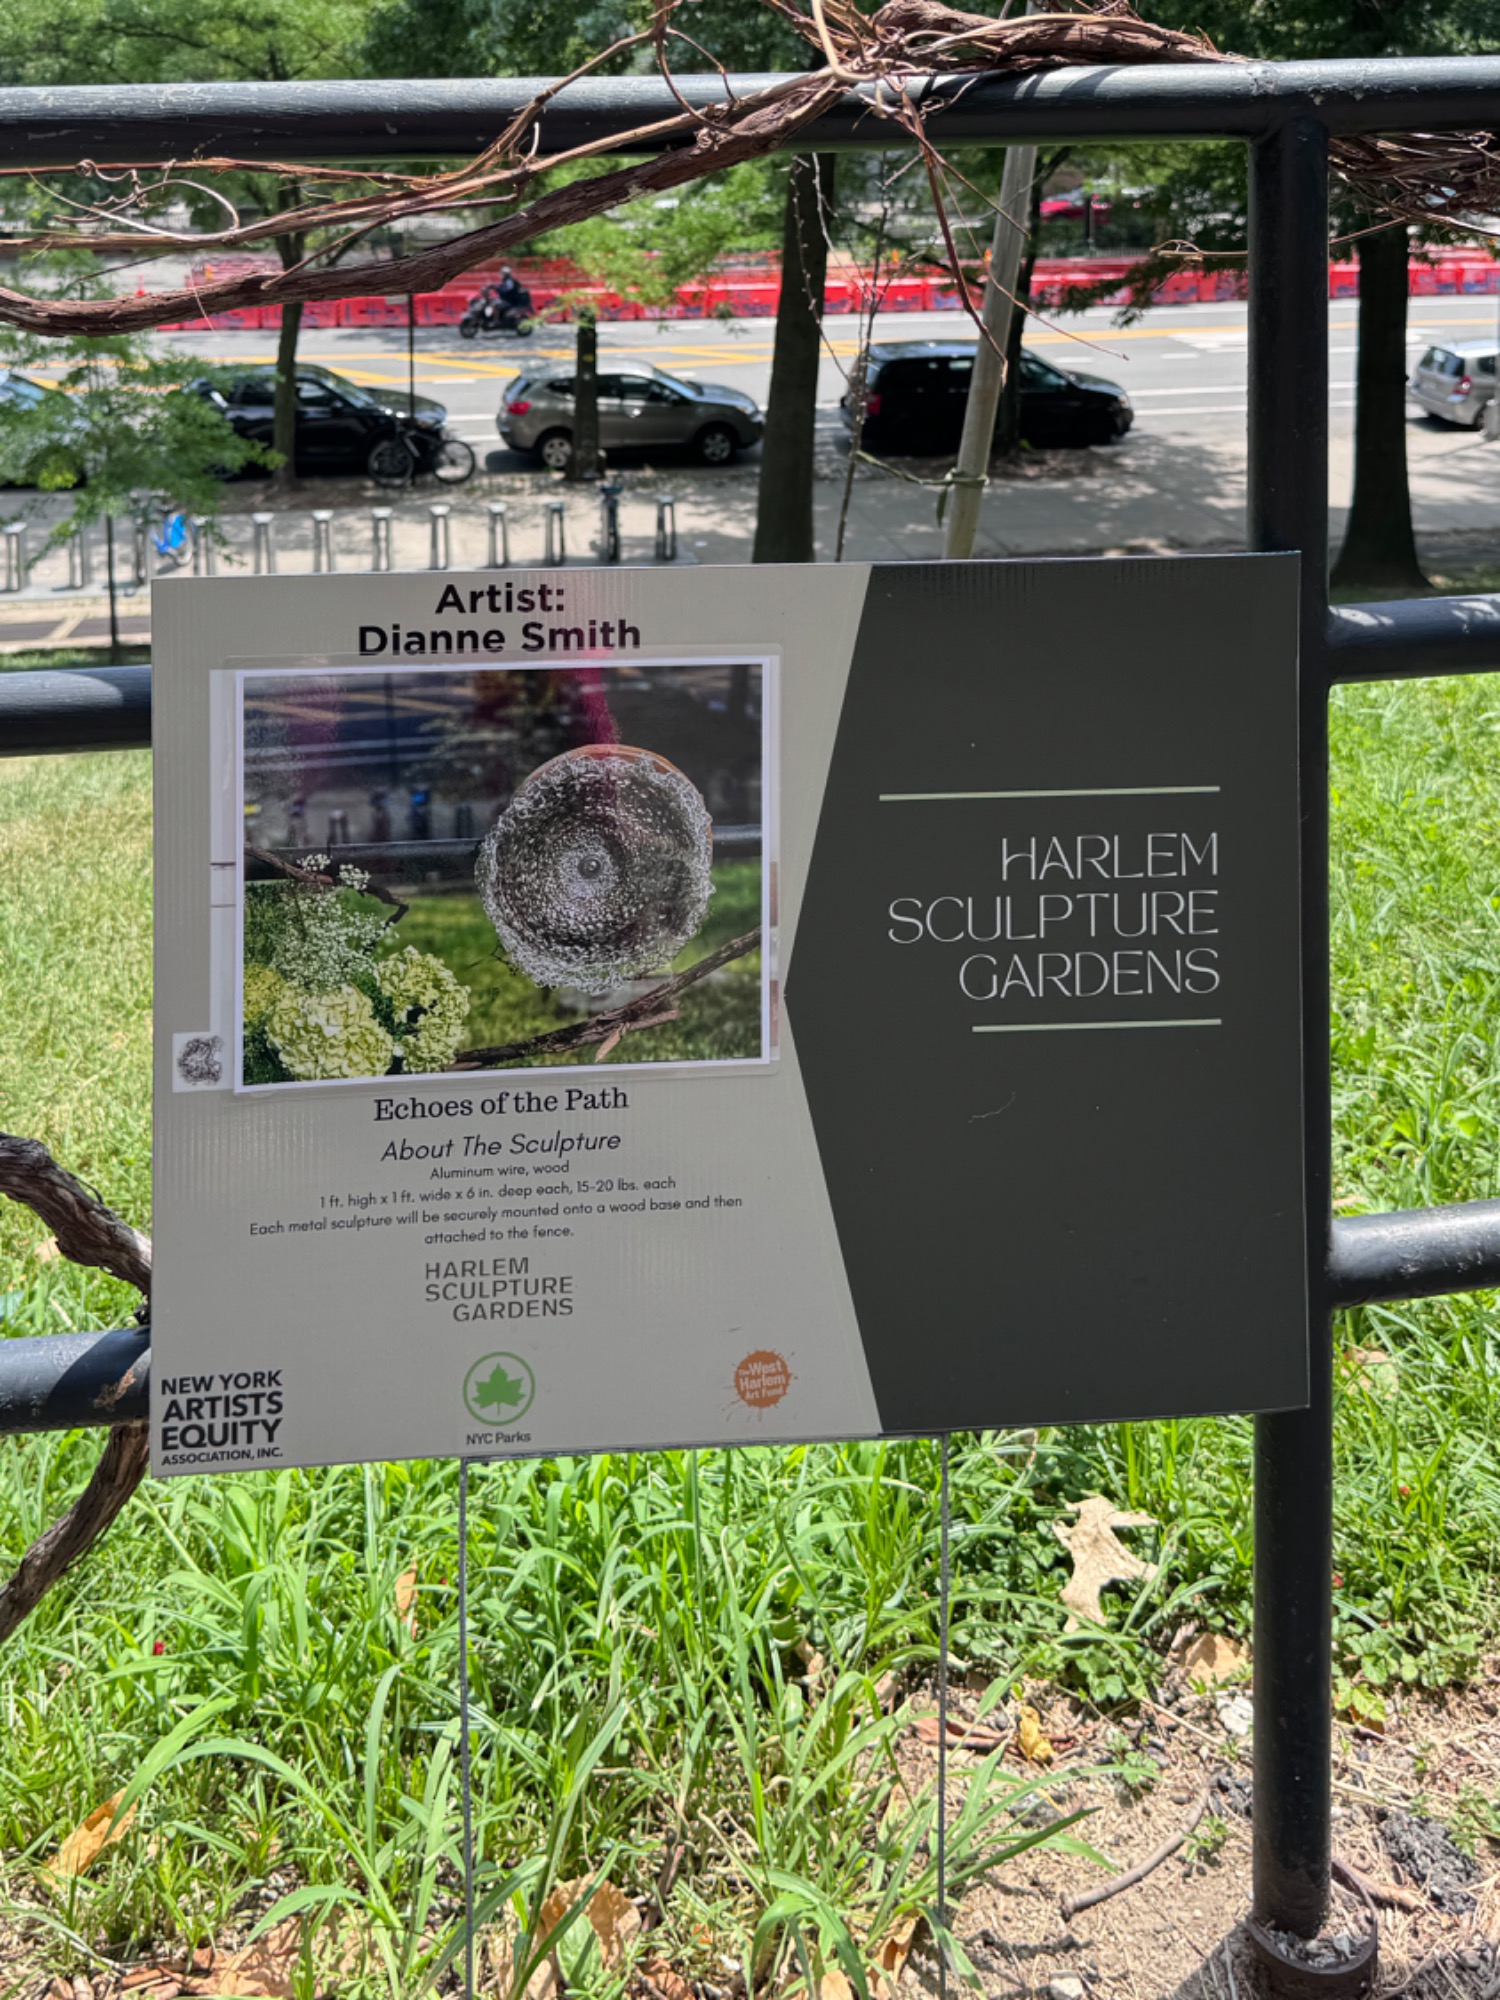 Artist:
Dianne Smith
Echoes of the Path
About The Sculpture
Aluminum wire, wood
1 ft. high x 1 ft. wide x 6 in. deep each, 15-20 lbs. each
Each metal sculpture will be securely mounted onto a wood base and then
attached to the fence.
HARLEM
SCULPTURE
GARDENS
NEW YORK
ARTISTS
EQUITY
ASSOCIATION, INC.
NYC Parks
The West
Harlem
Art Fund
HARLEM
SCULPTURE
GARDENS